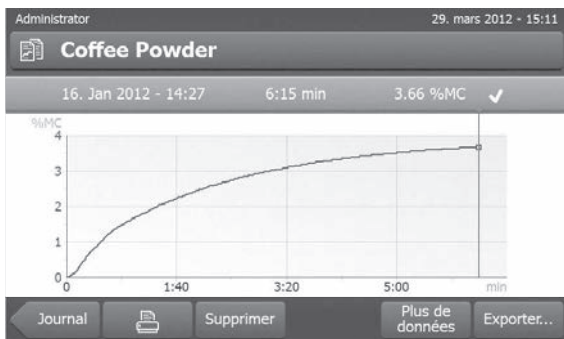 Administrator 29. mars 2012 - 15:11
Coffee Powder
16. Jan 2012 - 14:27 6:15 min 3.66 %MC
%MC
4
3
2
1
0
0 1:40 3:20 5:00 min
Journal Supprimer Plus de données Exporter...